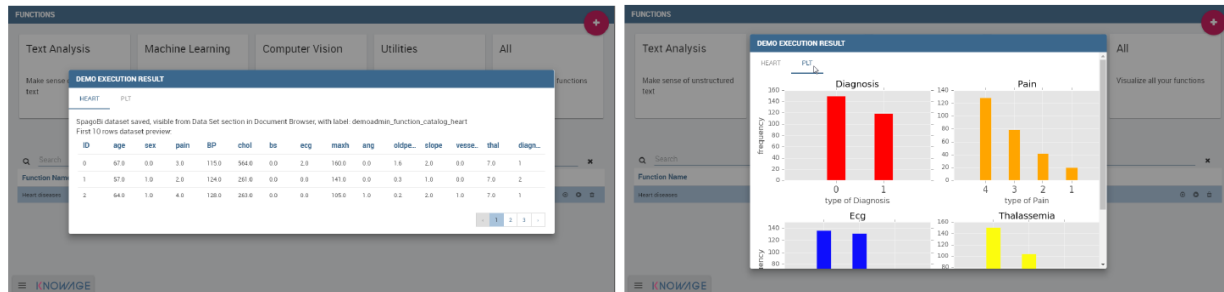 FUNCTIONS
+
Text Analysis Machine Learning Computer Vision Utilities All
Make sense
text
functions
DEMO EXECUTION RESULT
HEART PLT
SpagoBi dataset saved, visible from Data Set section in Document Browser, with label: demoadmin_function_catalog_heart
First 10 rows dataset preview:
ID age sex pain BP chol bs ecg maxh ang oldpe... slope vesse... thal diagn...
0 67.0 0.0 3.0 115.0 564.0 0.0 2.0 160.0 0.0 1.6 2.0 0.0 7.0 1
1 57.0 1.0 2.0 124.0 261.0 0.0 0.0 141.0 0.0 0.3 1.0 0.0 7.0 2
2 64.0 1.0 4.0 128.0 263.0 0.0 0.0 105.0 1.0 0.2 2.0 1.0 7.0 1
‹ 1 2 3 ›
Search
Function Name
Heart diseases
KNOWAGE
FUNCTIONS
+
Text Analysis
All
Make sense of unstructured
text
Visualize all your functions
DEMO EXECUTION RESULT
HEART PLT
Diagnosis
160
140
120
100
80
60
40
20
0
frequency
0 1
type of Diagnosis
Pain
140
120
100
80
60
40
20
0
4 3 2 1
type of Pain
Ecg
140
120
100
80
Thalassemia
160
140
120
100
80
Search
Function Name
Heart diseases
KNOWAGE